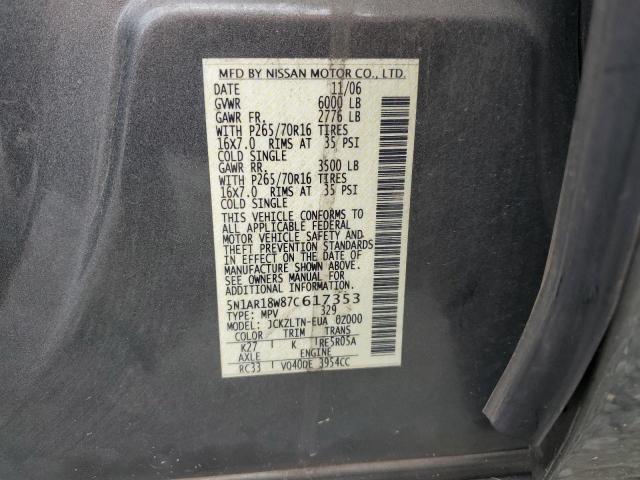 MFD BY NISSAN MOTOR CO., LTD.
DATE 11/06
GVWR 6000 LB
GAWR FR. 2776 LB
WITH P265/70R16 TIRES
16X7.0 RIMS AT 35 PSI
COLD SINGLE
GAWR RR. 3500 LB
WITH P265/70R16 TIRES
16X7.0 RIMS AT 35 PSI
COLD SINGLE
THIS VEHICLE CONFORMS TO
ALL APPLICABLE FEDERAL
MOTOR VEHICLE SAFETY AND
THEFT PREVENTION STANDARDS
IN EFFECT ON THE DATE OF
MANUFACTURE SHOWN ABOVE.
SEE OWNERS MANUAL FOR
ADDITIONAL INFORMATION
5N1AR18W87C617353
TYPE: MPV 329
MODEL: JCKZLTN-EUA 02000
COLOR TRIM TRANS
K27 K RE5R05A
AXLE ENGINE
RC33 VQ40DE 3954CC